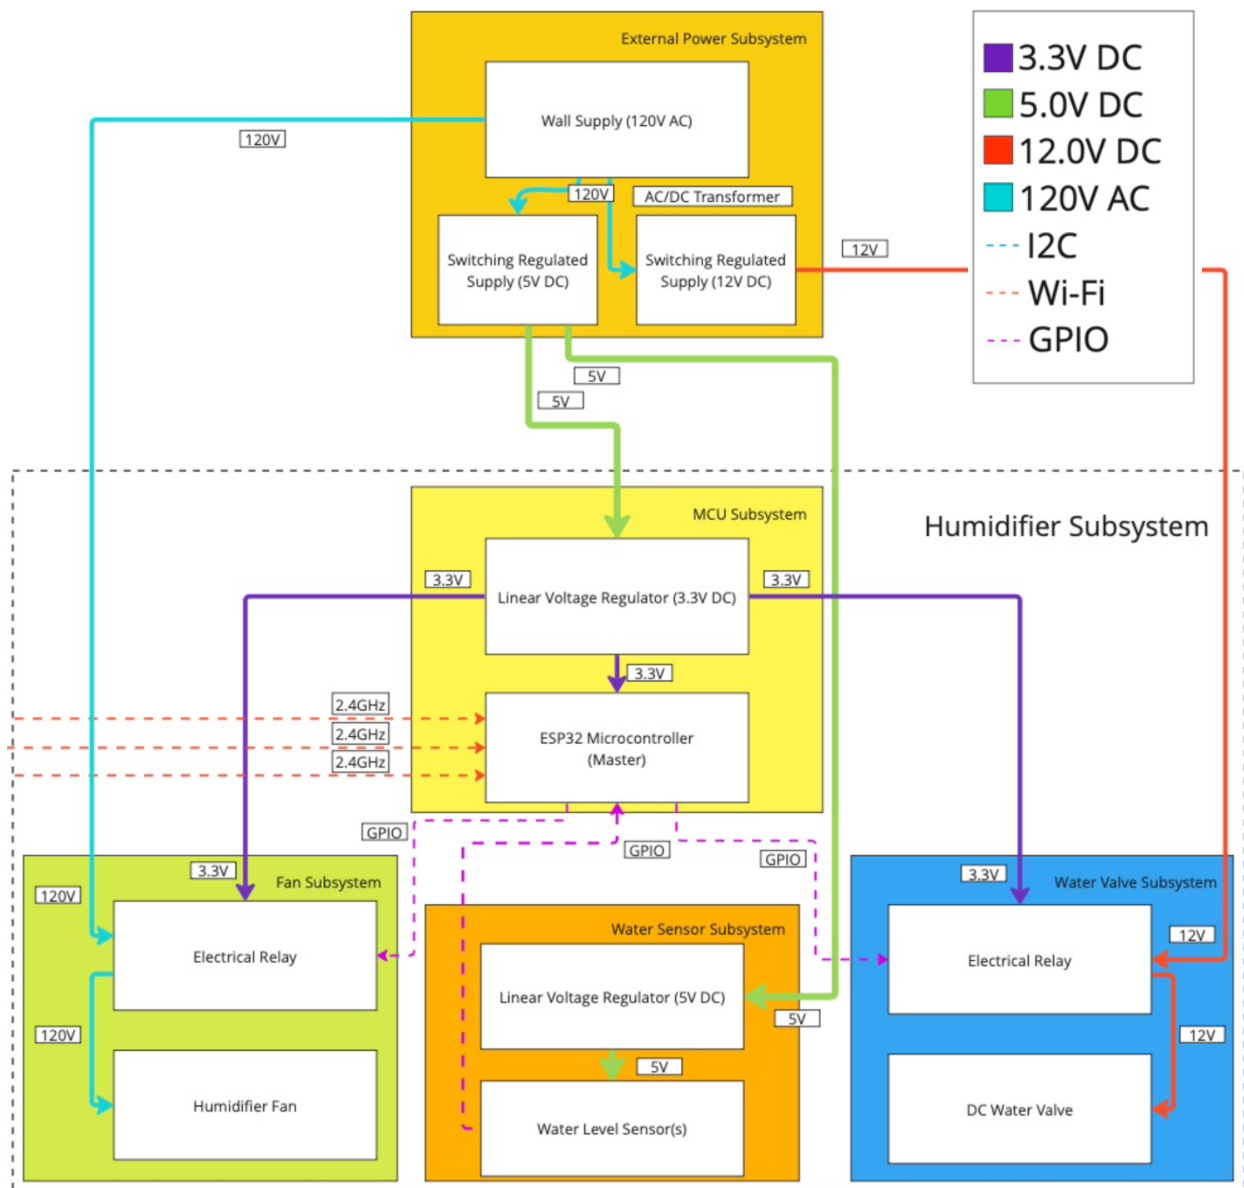 External Power Subsystem
Wall Supply (120V AC)
120V
120V
AC/DC Transformer
Switching Regulated
Supply (5V DC)
Switching Regulated
Supply (12V DC)
12V
3.3V DC
5.0V DC
12.0V DC
120V AC
I2C
Wi-Fi
GPIO
5V
5V
MCU Subsystem
Humidifier Subsystem
3.3V
3.3V
Linear Voltage Regulator (3.3V DC)
3.3V
2.4GHz
2.4GHz
2.4GHz
ESP32 Microcontroller
(Master)
GPIO
GPIO
GPIO
3.3V
Fan Subsystem
120V
Electrical Relay
120V
Humidifier Fan
Water Sensor Subsystem
Linear Voltage Regulator (5V DC)
5V
5V
Water Level Sensor(s)
3.3V
Water Valve Subsystem
12V
Electrical Relay
12V
DC Water Valve